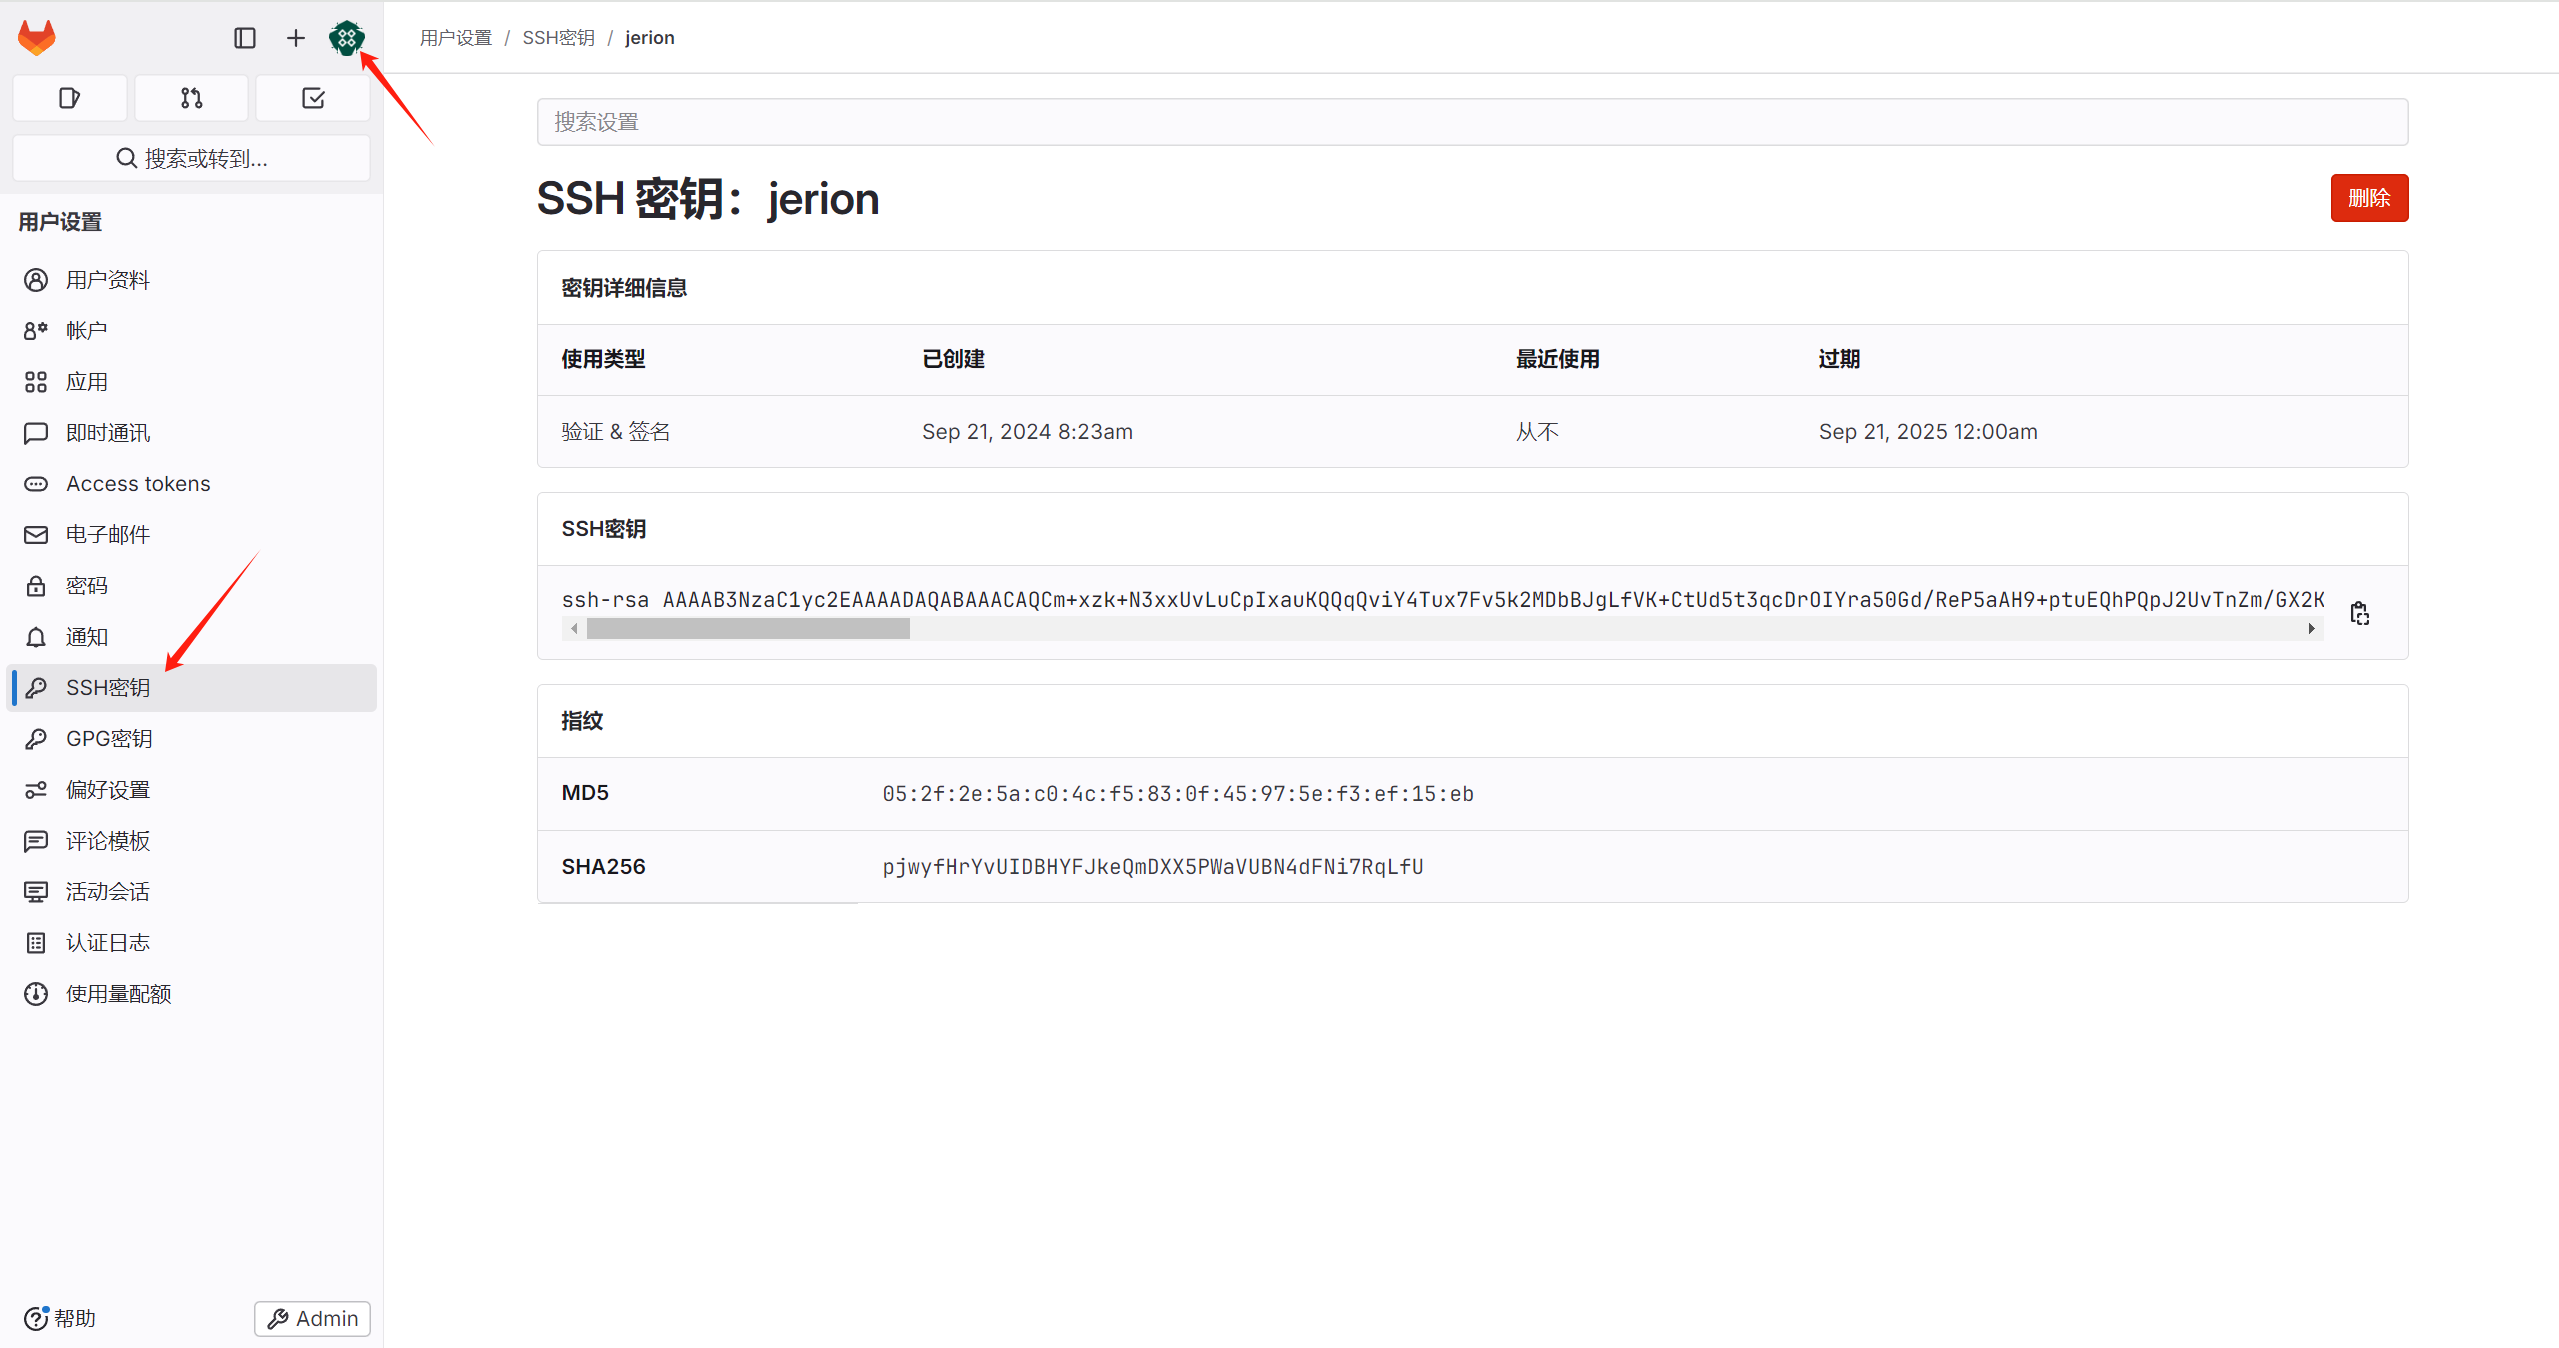 用户设置 / SSH密钥 / jerion
搜索或转到...
用户设置
用户资料
帐户
应用
即时通讯
Access tokens
电子邮件
密码
通知
SSH密钥
GPG密钥
偏好设置
评论模板
活动会话
认证日志
使用量配额
帮助
Admin
搜索设置
SSH 密钥：jerion
删除
密钥详细信息
使用类型 已创建 最近使用 过期
验证 & 签名 Sep 21, 2024 8:23am 从不 Sep 21, 2025 12:00am
SSH密钥
ssh-rsa AAAAB3NzaC1yc2EAAAADAQABAAACAQCm+xzk+N3xxUvLuCpIxauKQQqQviY4Tux7Fv5k2MDbBJgLfVK+CtUd5t3qcDrOIYra50Gd/ReP5aAH9+ptuEQhPQpJ2UvTnZm/GX2K
指纹
MD5 05:2f:2e:5a:c0:4c:f5:83:0f:45:97:5e:f3:ef:15:eb
SHA256 pjwyfHrYvUIDBHYFJkeQmDXX5PWaVUBN4dFNi7RqLfU